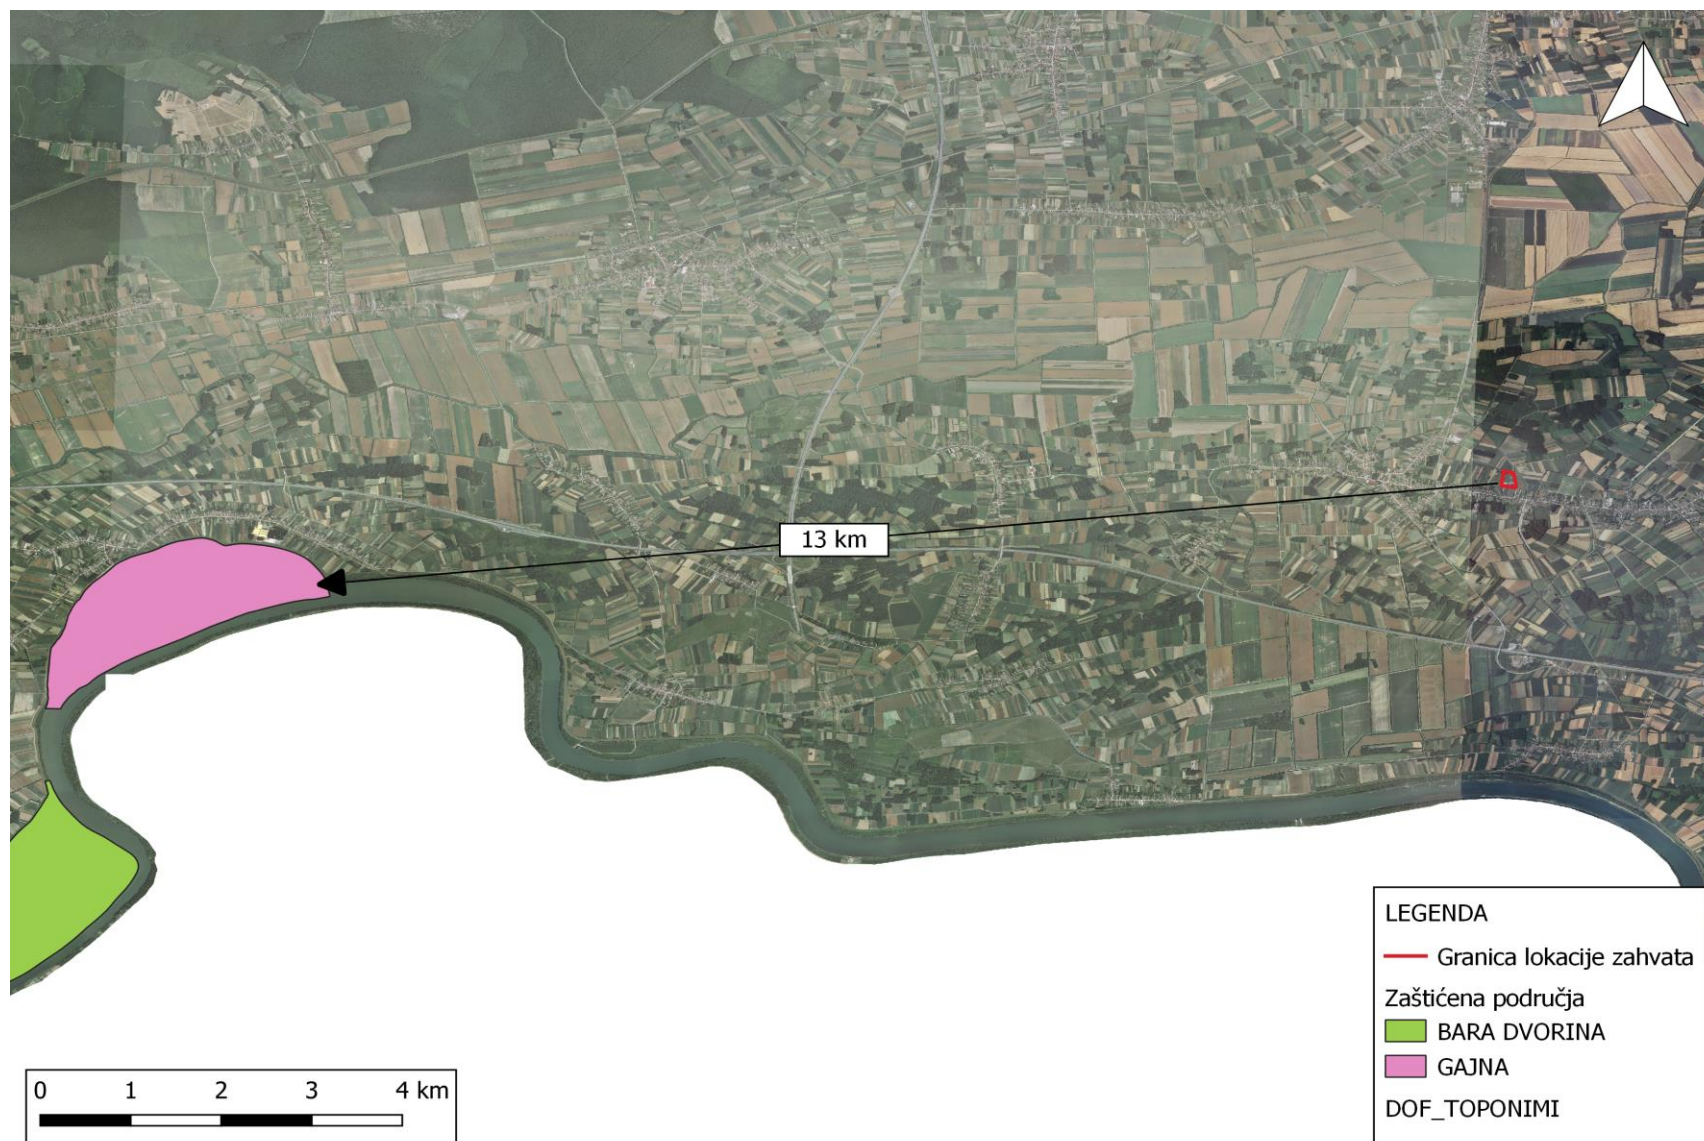 13 km
LEGENDA
Granica lokacije zahvata
Zaštićena područja
BARA DVORINA
GAJNA
DOF_TOPONIMI
0 1 2 3 4 km